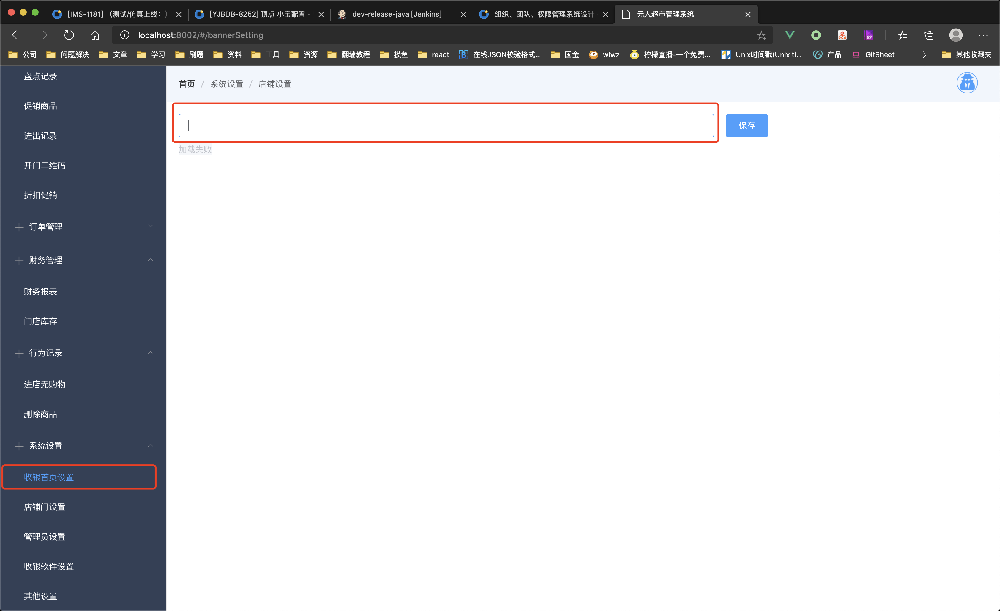 [IMS-1181] （测试/仿真上线：）
[YJBDB-8252] 顶点 小宝配置 -
dev-release-java [Jenkins]
组织、团队、权限管理系统设计
无人超市管理系统
localhost:8002/#/bannerSetting
公司 问题解决 文章 学习 刷题 资料 工具 资源 翻墙教程 摸鱼 react 在线JSON校验格式... 国金 wlwz 柠檬直播-一个免费... Unix时间戳(Unix ti... 产品 GitSheet 其他收藏夹
盘点记录
促销商品
进出记录
开门二维码
折扣促销
订单管理
财务管理
财务报表
门店库存
行为记录
进店无购物
删除商品
系统设置
收银首页设置
店铺门设置
管理员设置
收银软件设置
其他设置
首页 / 系统设置 / 店铺设置
保存
加载失败